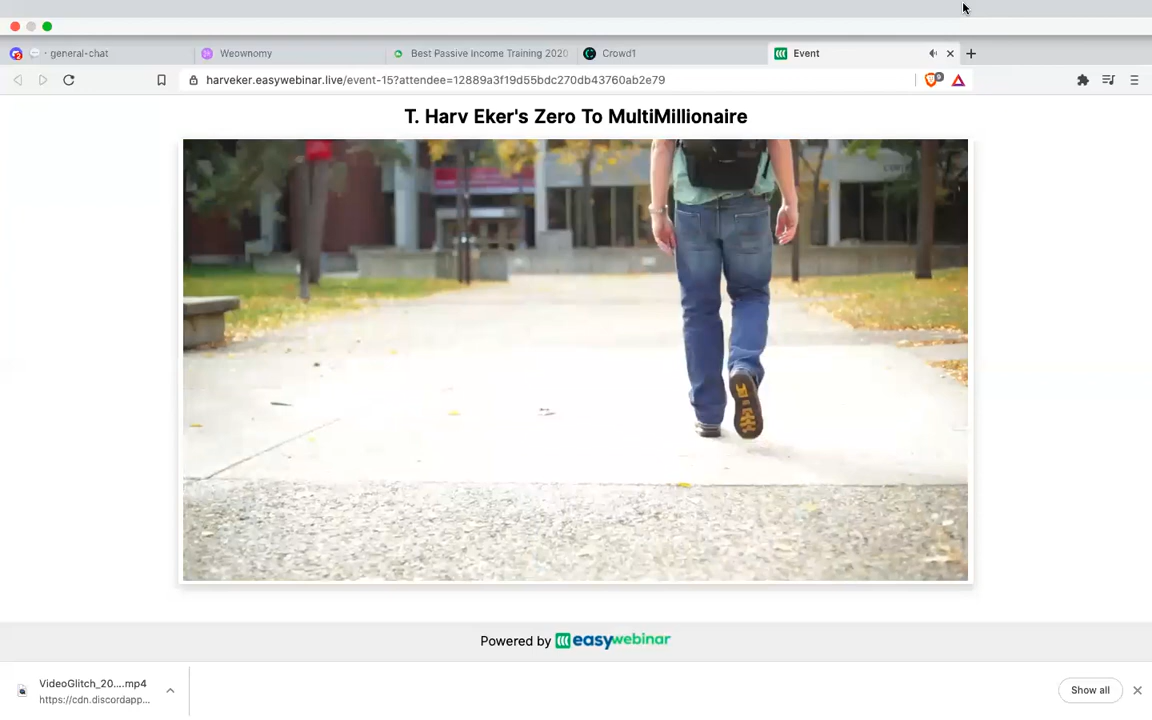 general-chat
Weownomy
Best Passive Income Training 2020
Crowd1
Event
harveker.easywebinar.live/event-15?attendee=12889a3f19d55bdc270db43760ab2e79
T. Harv Eker's Zero To MultiMillionaire
Powered by easywebinar
VideoGlitch_20....mp4
https://cdn.discordapp...
Show all